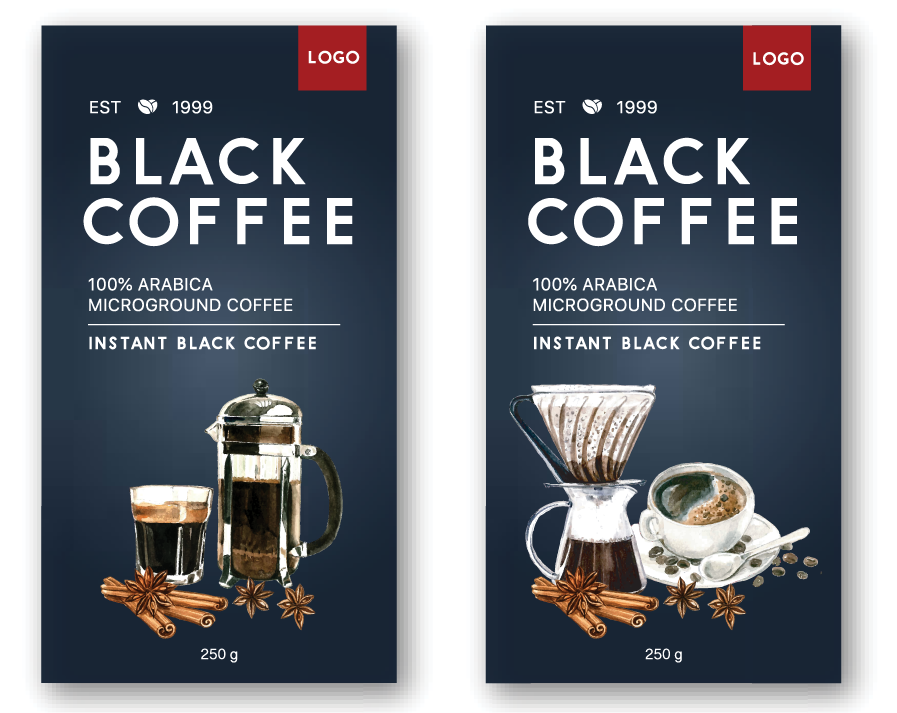 LOGO
EST 1999
BLACK
COFFEE
100% ARABICA
MICROGROUND COFFEE
INSTANT BLACK COFFEE
250 g
LOGO
EST 1999
BLACK
COFFEE
100% ARABICA
MICROGROUND COFFEE
INSTANT BLACK COFFEE
250 g